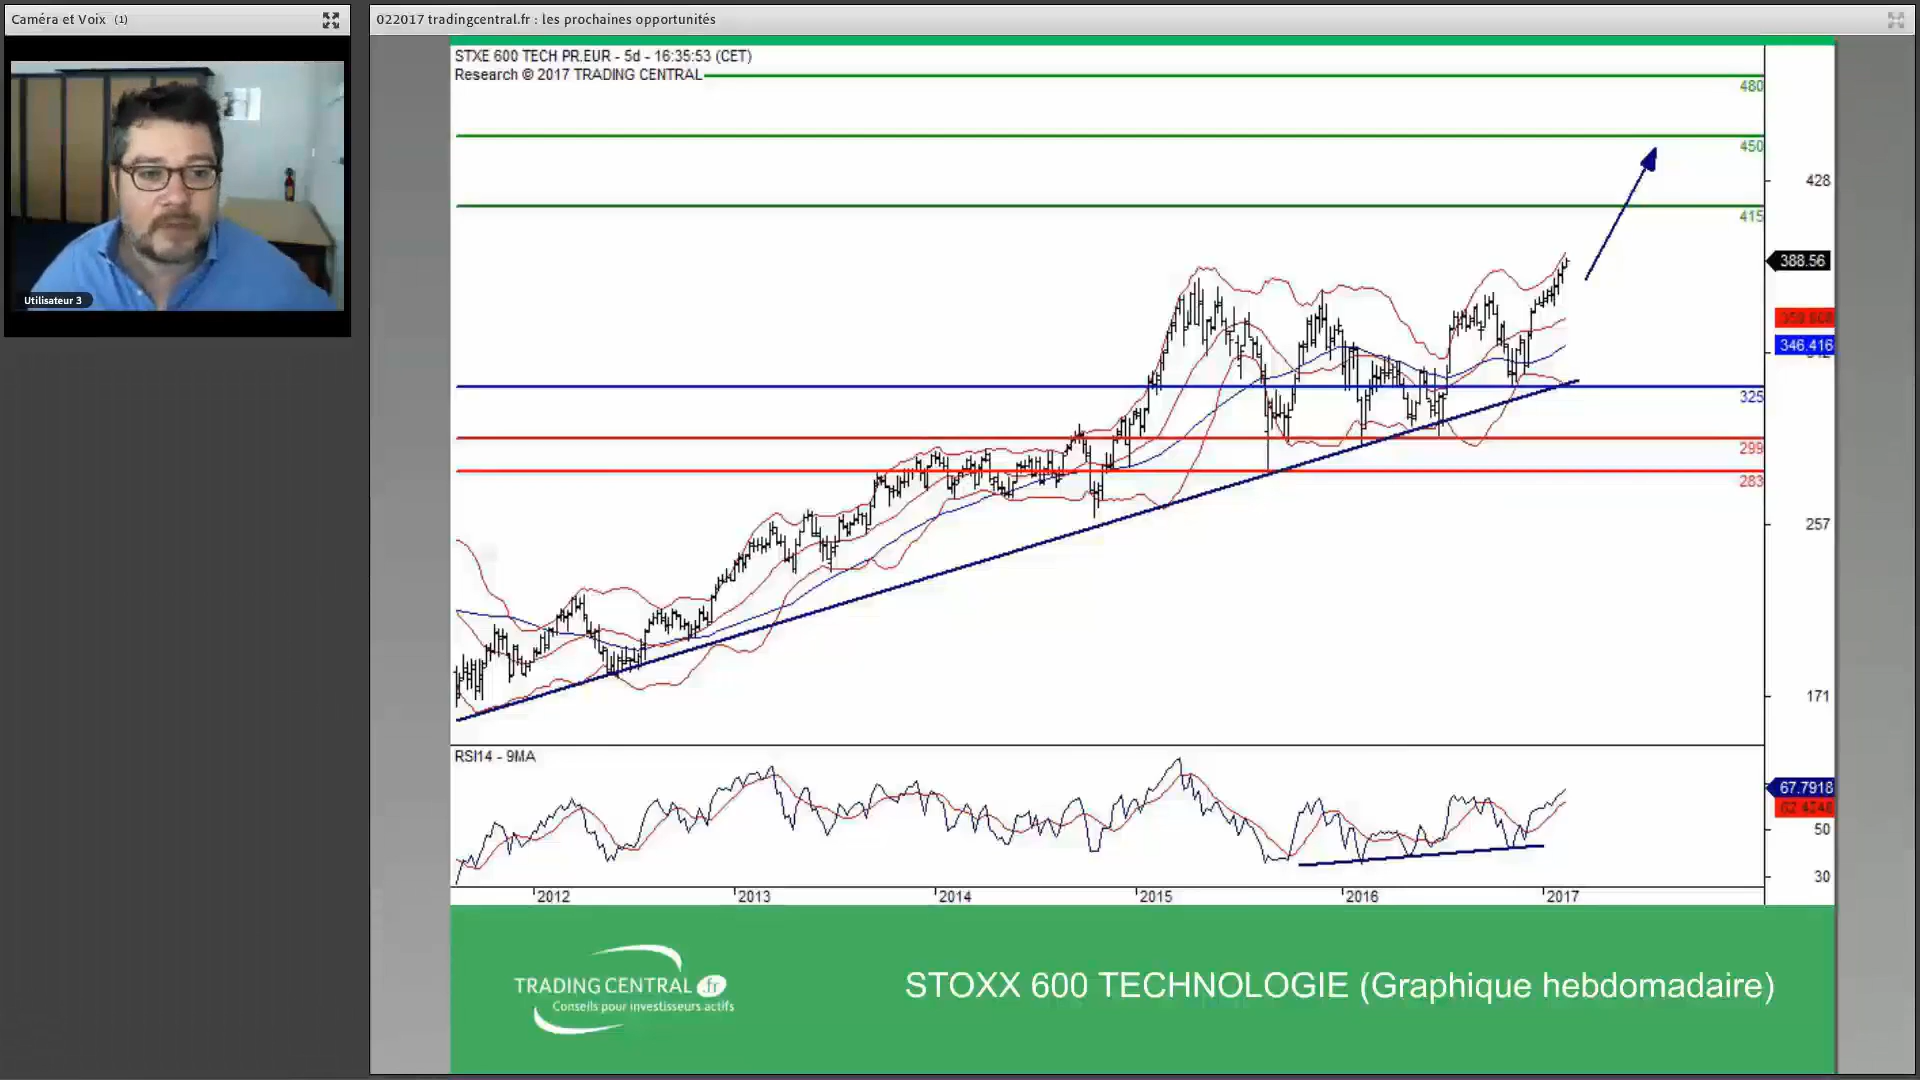 Caméra et Voix (1)
022017 tradingcentral.fr : les prochaines opportunités
Utilisateur 3
STXE 600 TECH PR.EUR - 5d - 16:35:53 (CET)
Research © 2017 TRADING CENTRAL
480
450
428
415
388.56
346.416
325
299
283
257
171
RSI14 - 9MA
67.7918
50
30
2012
2013
2014
2015
2016
2017
TRADING CENTRAL .fr
Conseils pour investisseurs actifs
STOXX 600 TECHNOLOGIE (Graphique hebdomadaire)